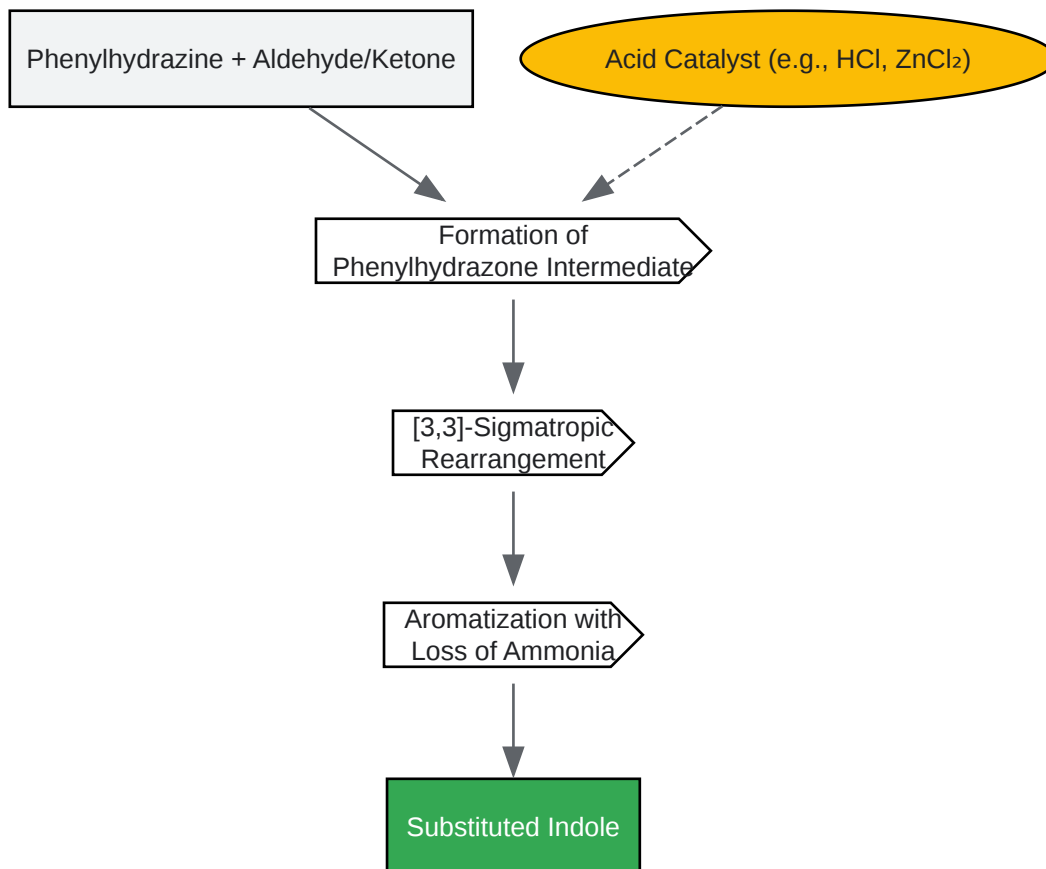 Phenylhydrazine + Aldehyde/Ketone
Acid Catalyst (e.g., HCl, ZnCl₂)
Formation of
Phenylhydrazone Intermediate
[3,3]-Sigmatropic
Rearrangement
Aromatization with
Loss of Ammonia
Substituted Indole